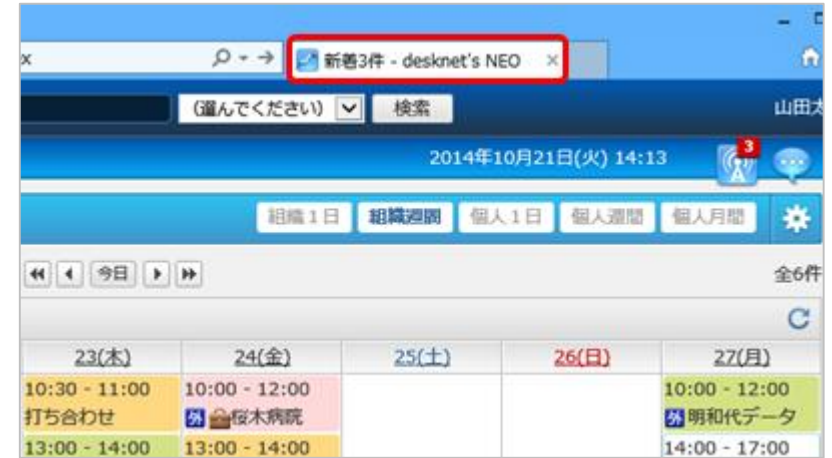 x
新着3件 - desknet's NEO ×
(選んでください) 検索 山田太
2014年10月21日(火) 14:13 3
組織1日 組織週間 個人1日 個人週間 個人月間
今日 全6件
23(木) 24(金) 25(土) 26(日) 27(月)
10:30 - 11:00 10:00 - 12:00 10:00 - 12:00
打ち合わせ 外 桜木病院 外 明和代データ
13:00 - 14:00 13:00 - 14:00 14:00 - 17:00